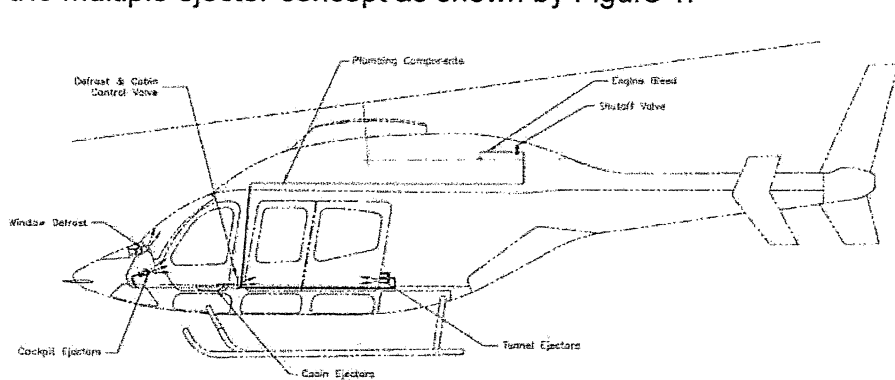 the multiple ejector concept as shown by Figure 1.
Plumbing Components
Defrost & Cabin
Control Valve
Engine Bleed
Shutoff Valve
Window Defrost
Cockpit Ejectors
Cabin Ejectors
Tunnel Ejectors